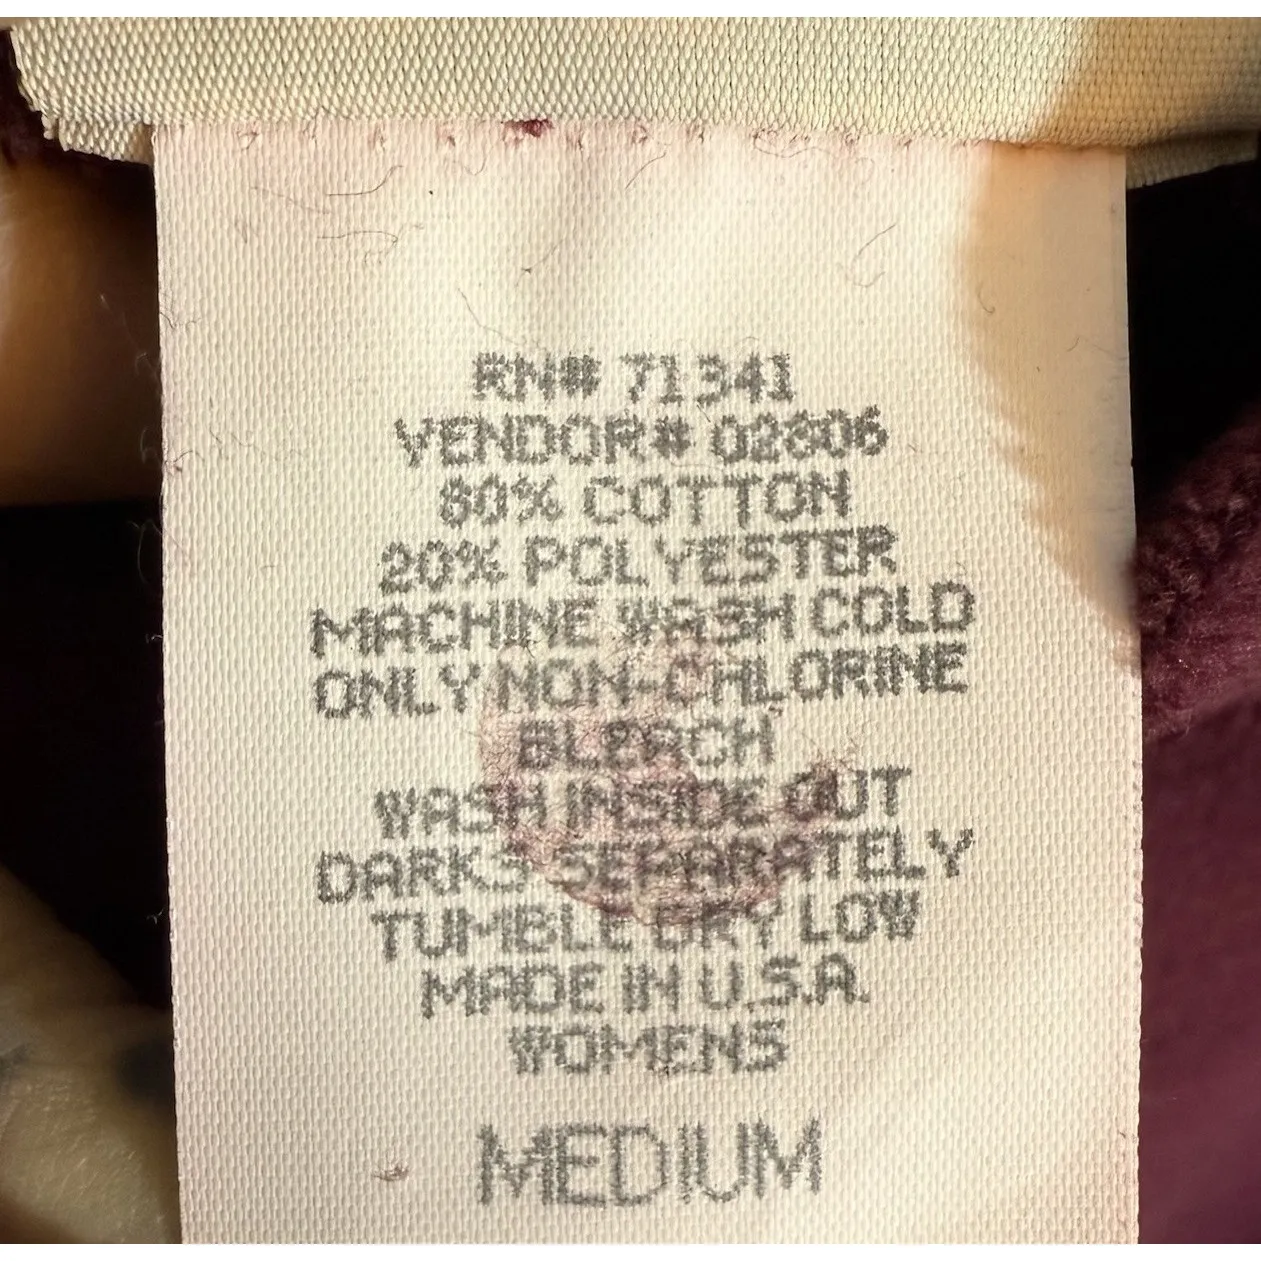 RN# 71341
VENDOR# 02806
80% COTTON
20% POLYESTER
MACHINE WASH COLD
ONLY NON-CHLORINE
BLEACH
WASH INSIDE OUT
DARKS SEPARATELY
TUMBLE DRY LOW
MADE IN U.S.A.
WOMENS
MEDIUM